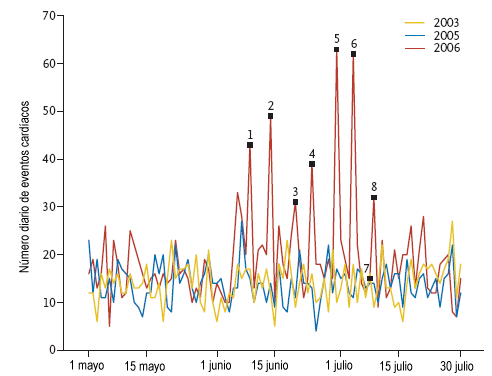 70
60
50
40
30
20
10
0
Número diario de eventos cardíacos
2003
2005
2006
1
2
3
4
5
6
7
8
1 mayo
15 mayo
1 junio
15 junio
1 julio
15 julio
30 julio